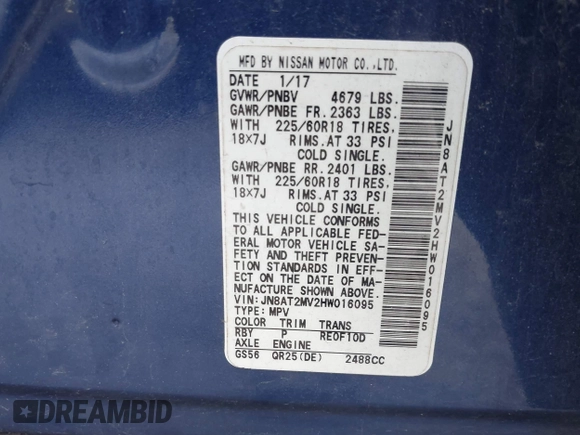 MFD BY NISSAN MOTOR CO.,LTD.
DATE 1/17
GVWR/PNBV 4679 LBS.
GAWR/PNBE FR. 2363 LBS.
WITH 225/60R18 TIRES,
18X7J RIMS. AT 33 PSI
COLD SINGLE.
GAWR/PNBE RR. 2401 LBS.
WITH 225/60R18 TIRES,
18X7J RIMS. AT 33 PSI
COLD SINGLE.
THIS VEHICLE CONFORMS
TO ALL APPLICABLE FED-
ERAL MOTOR VEHICLE SA-
FETY AND THEFT PREVEN-
TION STANDARDS IN EFF-
ECT ON THE DATE OF MA-
NUFACTURE SHOWN ABOVE.
VIN: JN8AT2MV2HW016095
TYPE: MPV
COLOR TRIM TRANS
RBY P RE0F10D
AXLE ENGINE
GS56 QR25(DE) 2488CC
JN8AT2MV2HW016095
DREAMBID